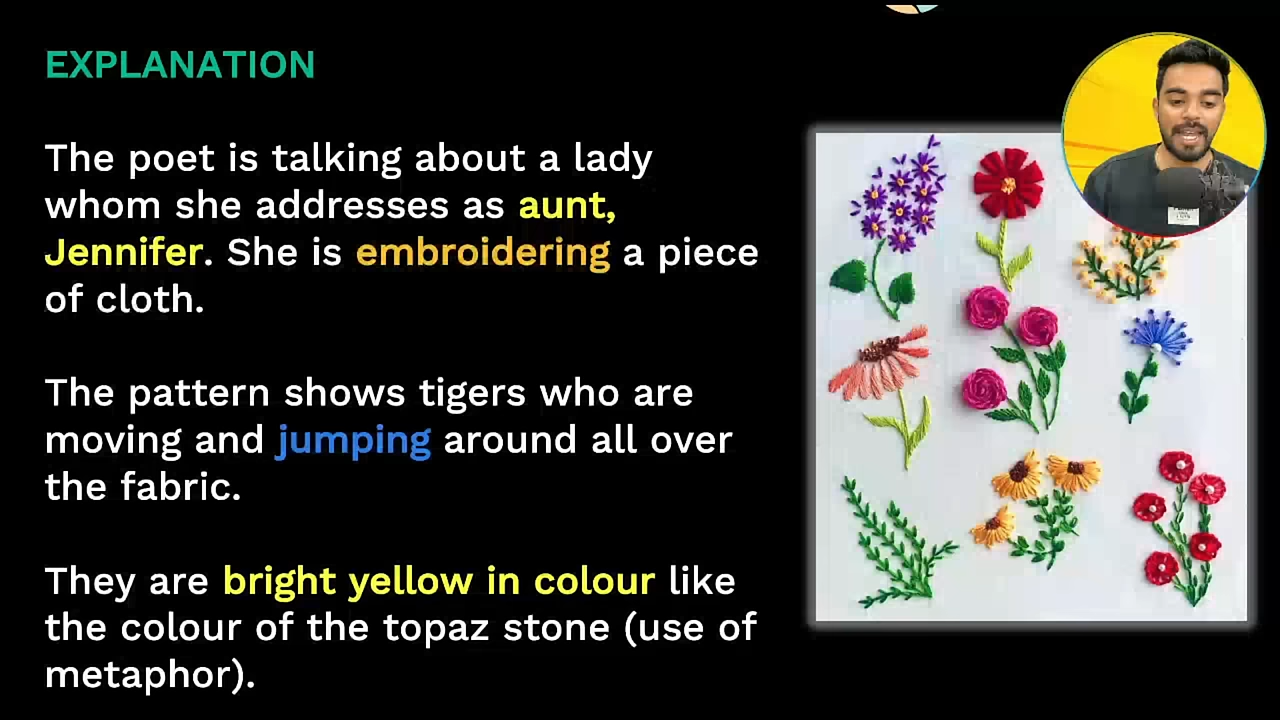 EXPLANATION
The poet is talking about a lady
whom she addresses as aunt,
Jennifer. She is embroidering a piece
of cloth.
The pattern shows tigers who are
moving and jumping around all over
the fabric.
They are bright yellow in colour like
the colour of the topaz stone (use of
metaphor).